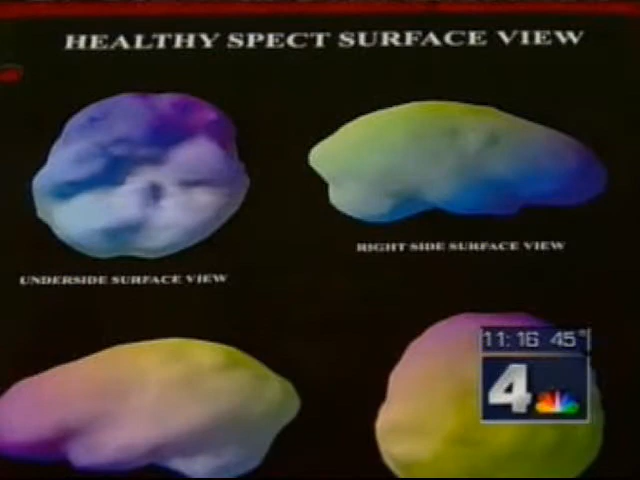 HEALTHY SPECT SURFACE VIEW
RIGHT SIDE SURFACE VIEW
UNDERSIDE SURFACE VIEW
11:16 45°
4